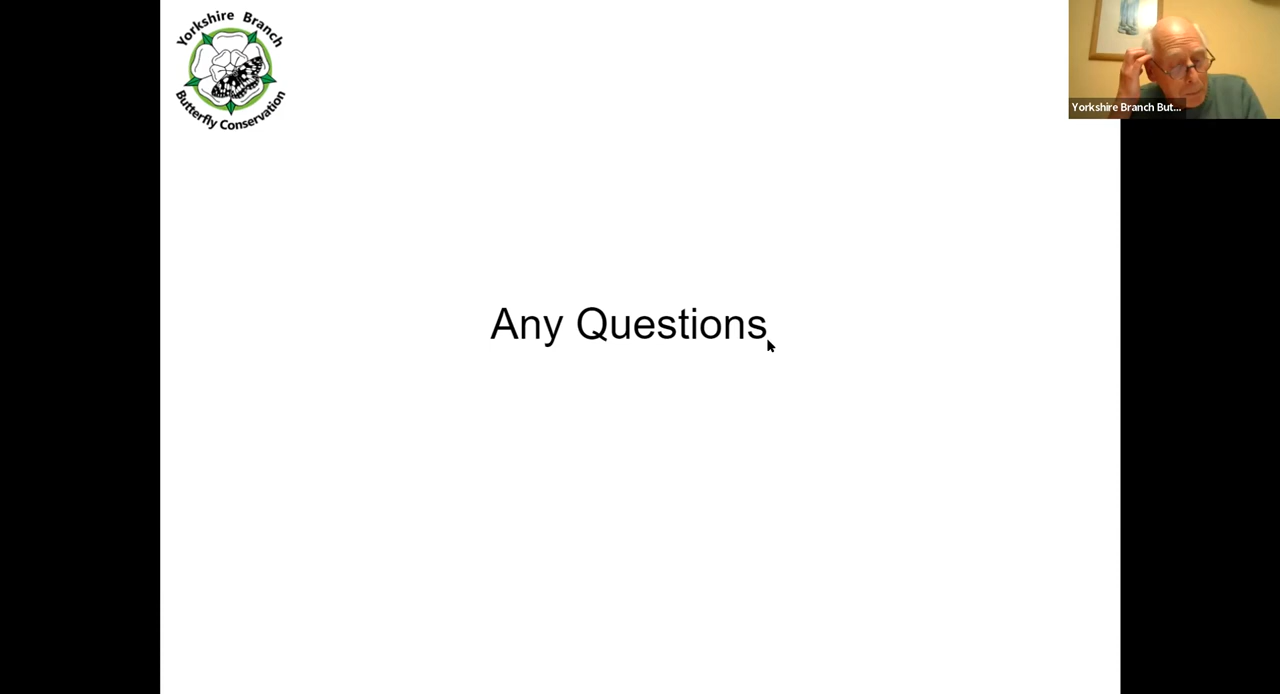 Yorkshire Branch
Butterfly Conservation
Yorkshire Branch But...
Any Questions